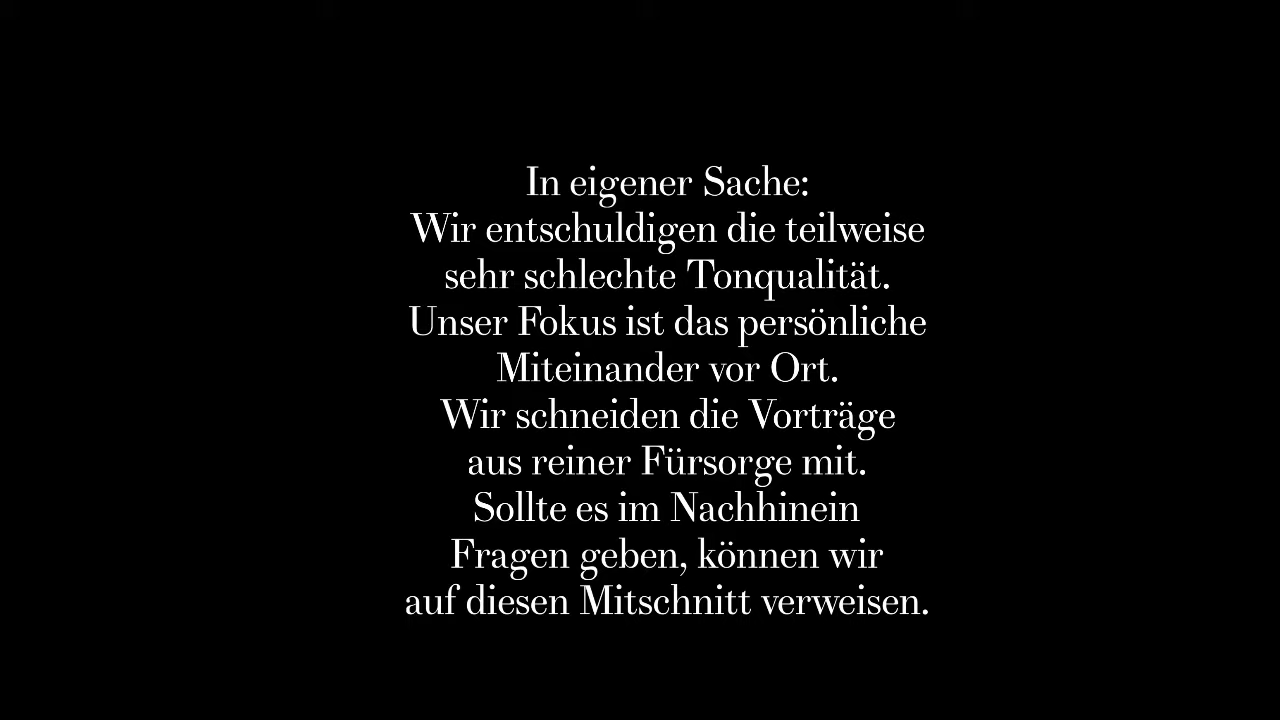 In eigener Sache:
Wir entschuldigen die teilweise
sehr schlechte Tonqualität.
Unser Fokus ist das persönliche
Miteinander vor Ort.
Wir schneiden die Vorträge
aus reiner Fürsorge mit.
Sollte es im Nachhinein
Fragen geben, können wir
auf diesen Mitschnitt verweisen.